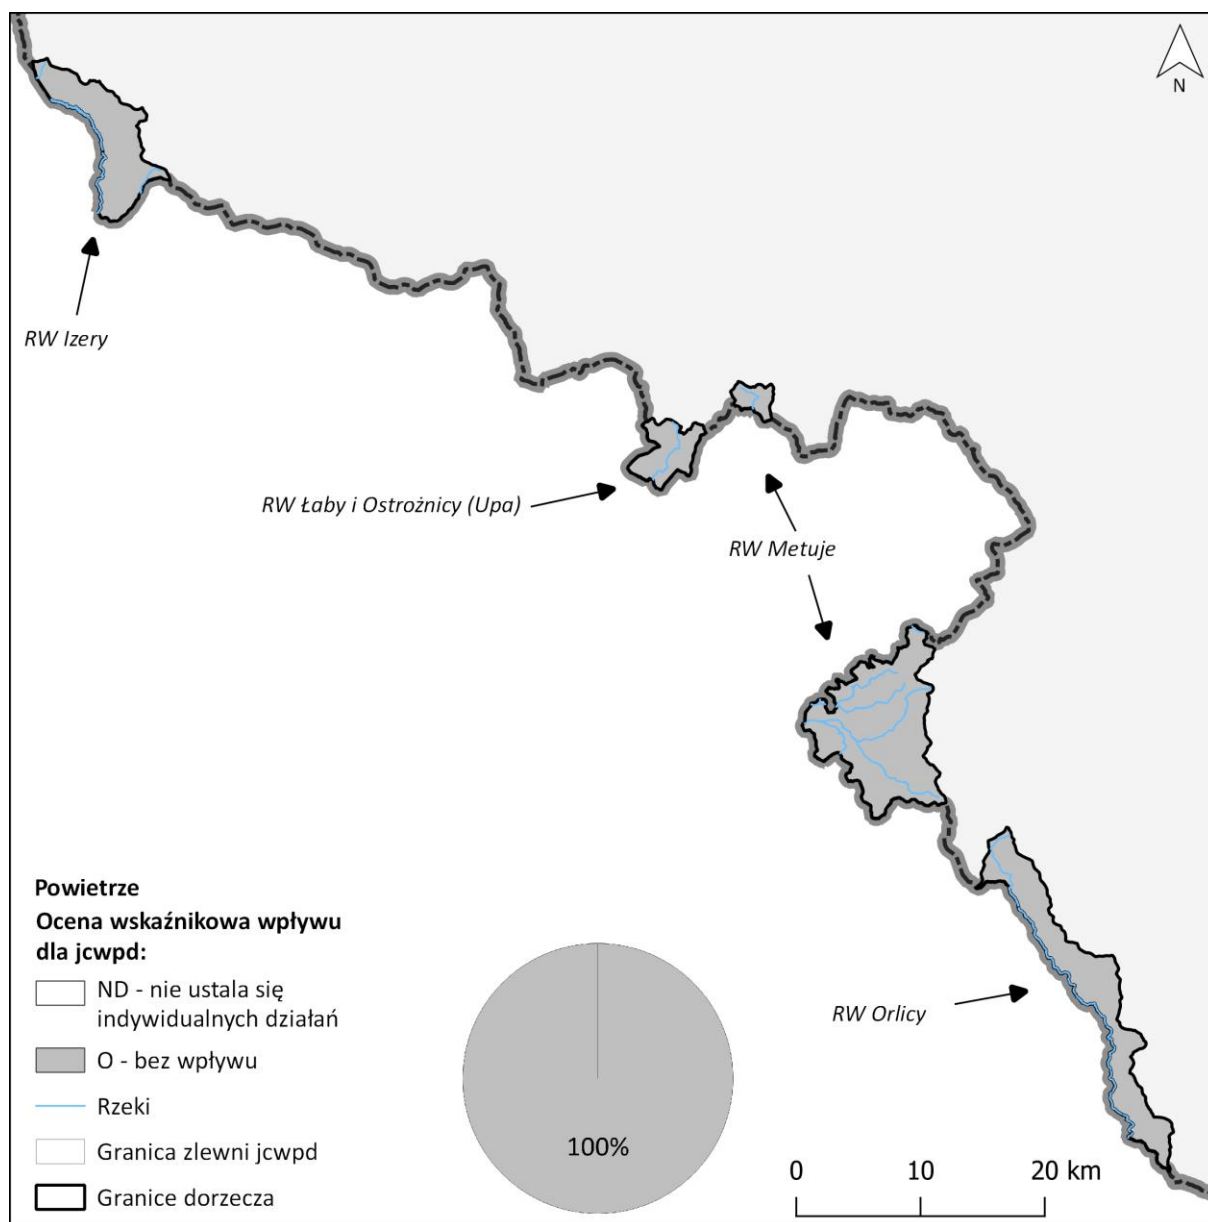 N
RW Izery
RW Łaby i Ostrożnicy (Upa)
RW Metuje
RW Orlicy
Powietrze
Ocena wskaźnikowa wpływu
dla jcwpd:
ND - nie ustala się
indywidualnych działań
O - bez wpływu
Rzeki
Granica zlewni jcwpd
Granice dorzecza
100%
0 10 20 km